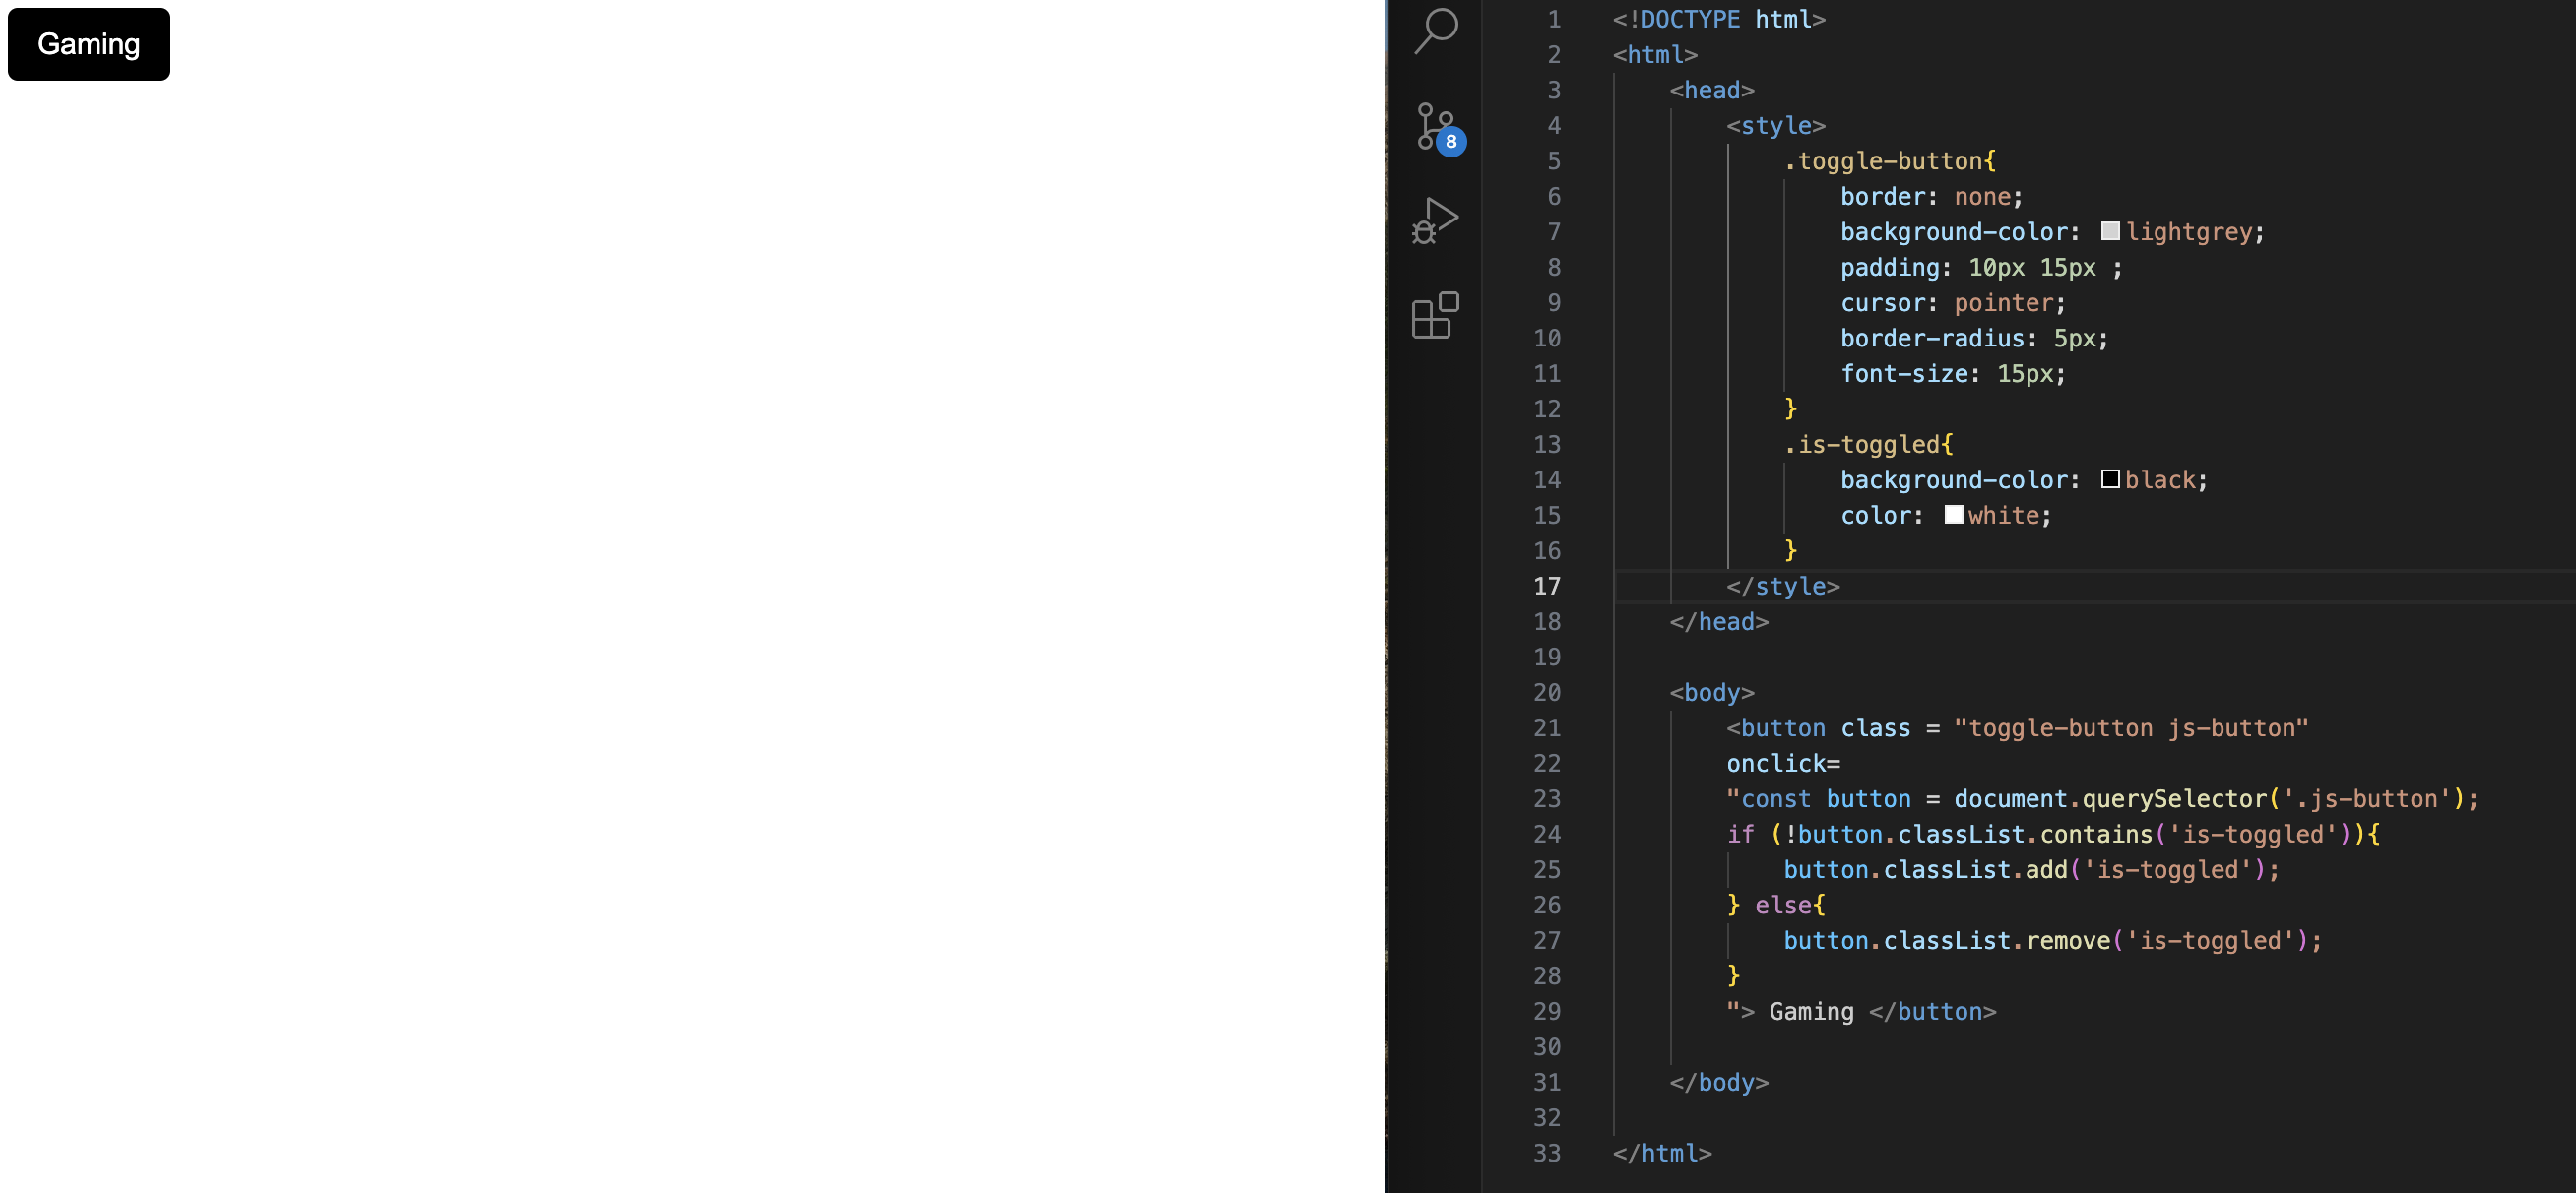 Gaming
8
1 <!DOCTYPE html>
2 <html>
3     <head>
4         <style>
5             .toggle-button{
6                 border: none;
7                 background-color: lightgrey;
8                 padding: 10px 15px ;
9                 cursor: pointer;
10                 border-radius: 5px;
11                 font-size: 15px;
12             }
13             .is-toggled{
14                 background-color: black;
15                 color: white;
16             }
17         </style>
18     </head>
19
20     <body>
21         <button class = "toggle-button js-button"
22         onclick=
23         "const button = document.querySelector('.js-button');
24         if (!button.classList.contains('is-toggled')){
25             button.classList.add('is-toggled');
26         } else{
27             button.classList.remove('is-toggled');
28         }
29         "> Gaming </button>
30
31     </body>
32
33 </html>